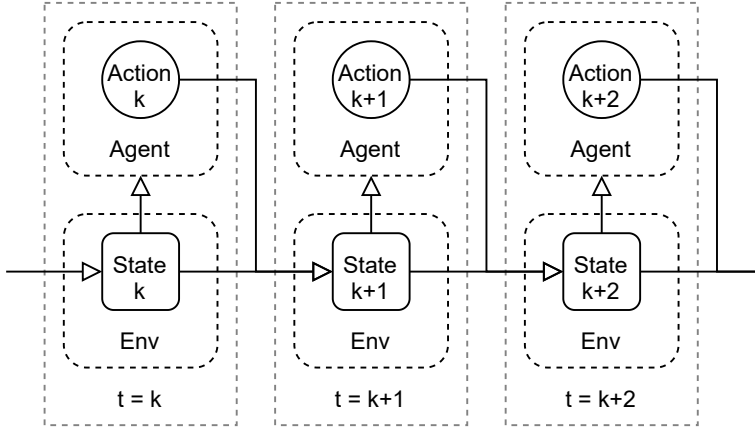 Action
k
Agent
State
k
Env
t = k
Action
k+1
Agent
State
k+1
Env
t = k+1
Action
k+2
Agent
State
k+2
Env
t = k+2